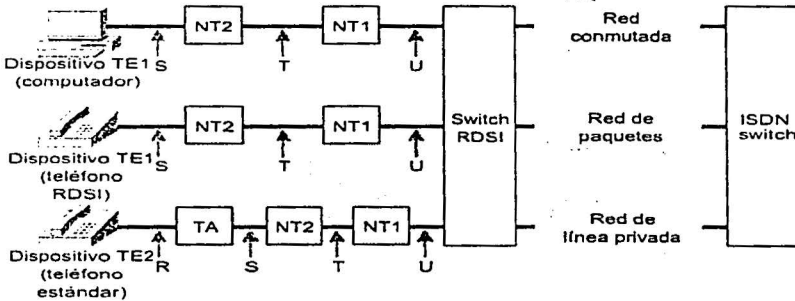 NT2
NT1
Red
conmutada
Dispositivo TE1
(computador)
S
T
U
NT2
NT1
Switch
RDSI
Red de
paquetes
ISDN
switch
Dispositivo TE1
(teléfono
RDSI)
S
T
U
TA
NT2
NT1
Red de
línea privada
Dispositivo TE2
(teléfono
estándar)
R
S
T
U